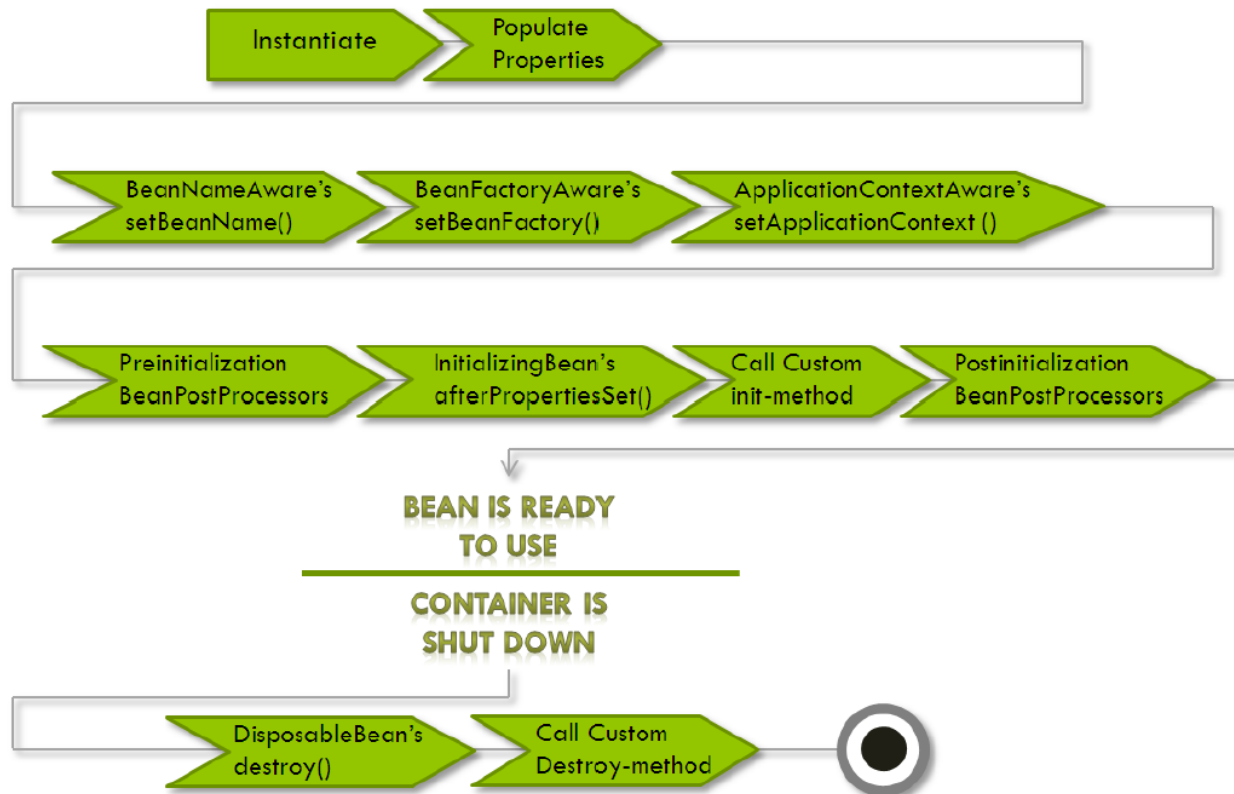 Instantiate
Populate
Properties
BeanNameAware's
setBeanName()
BeanFactoryAware's
setBeanFactory()
ApplicationContextAware's
setApplicationContext ()
Preinitialization
BeanPostProcessors
InitializingBean's
afterPropertiesSet()
Call Custom
init-method
Postinitialization
BeanPostProcessors
BEAN IS READY
TO USE
CONTAINER IS
SHUT DOWN
DisposableBean's
destroy()
Call Custom
Destroy-method